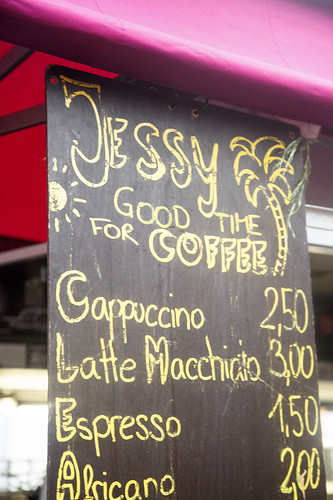 JESSY
GOOD TIME
FOR COFFEE
Cappuccino 2,50
Latte Macchiato 3,00
Espresso 1,50
Africano 2,00